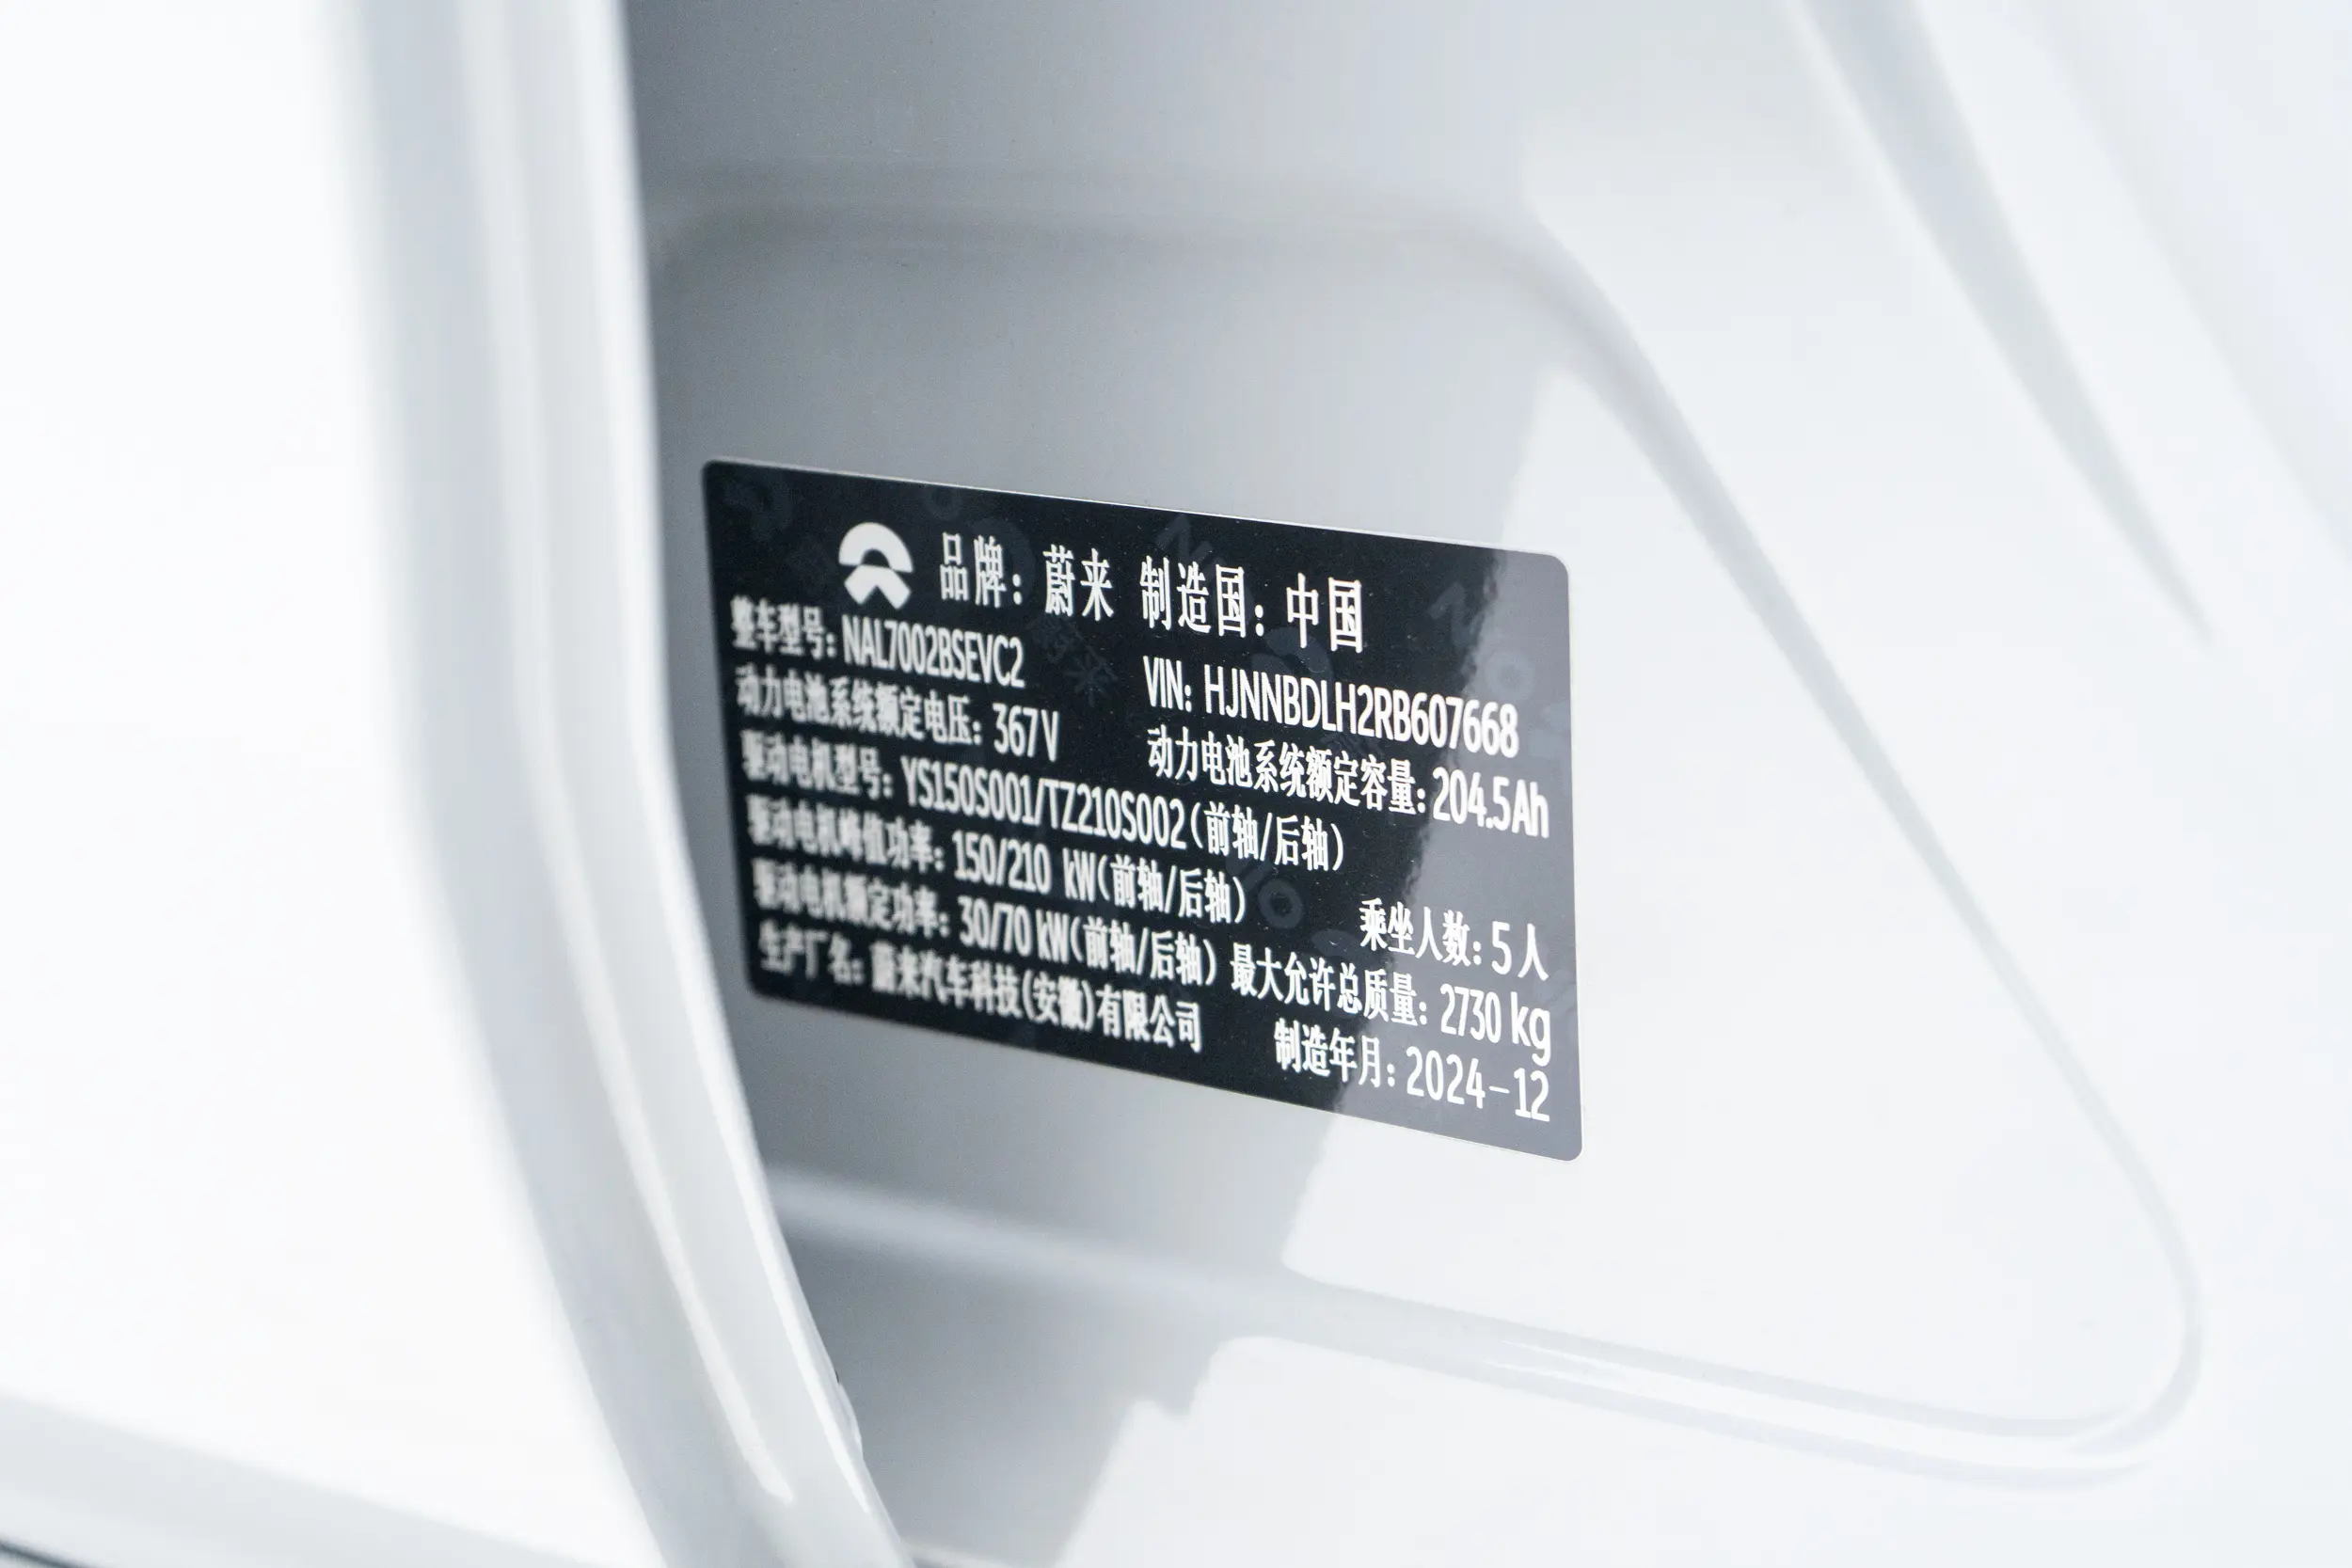 品牌：蔚来 制造国：中国
整车型号：NAL7002BSEVC2 VIN：HJNNBDLH2RB607668
动力电池系统额定电压：367V 动力电池系统额定容量：204.5Ah
驱动电机型号：YS150S001/TZ210S002（前轴/后轴）
驱动电机峰值功率：150/210 kW（前轴/后轴） 乘坐人数：5人
驱动电机额定功率：30/70 kW（前轴/后轴） 最大允许总质量：2730 kg
生产厂名：蔚来汽车科技（安徽）有限公司 制造年月：2024-12